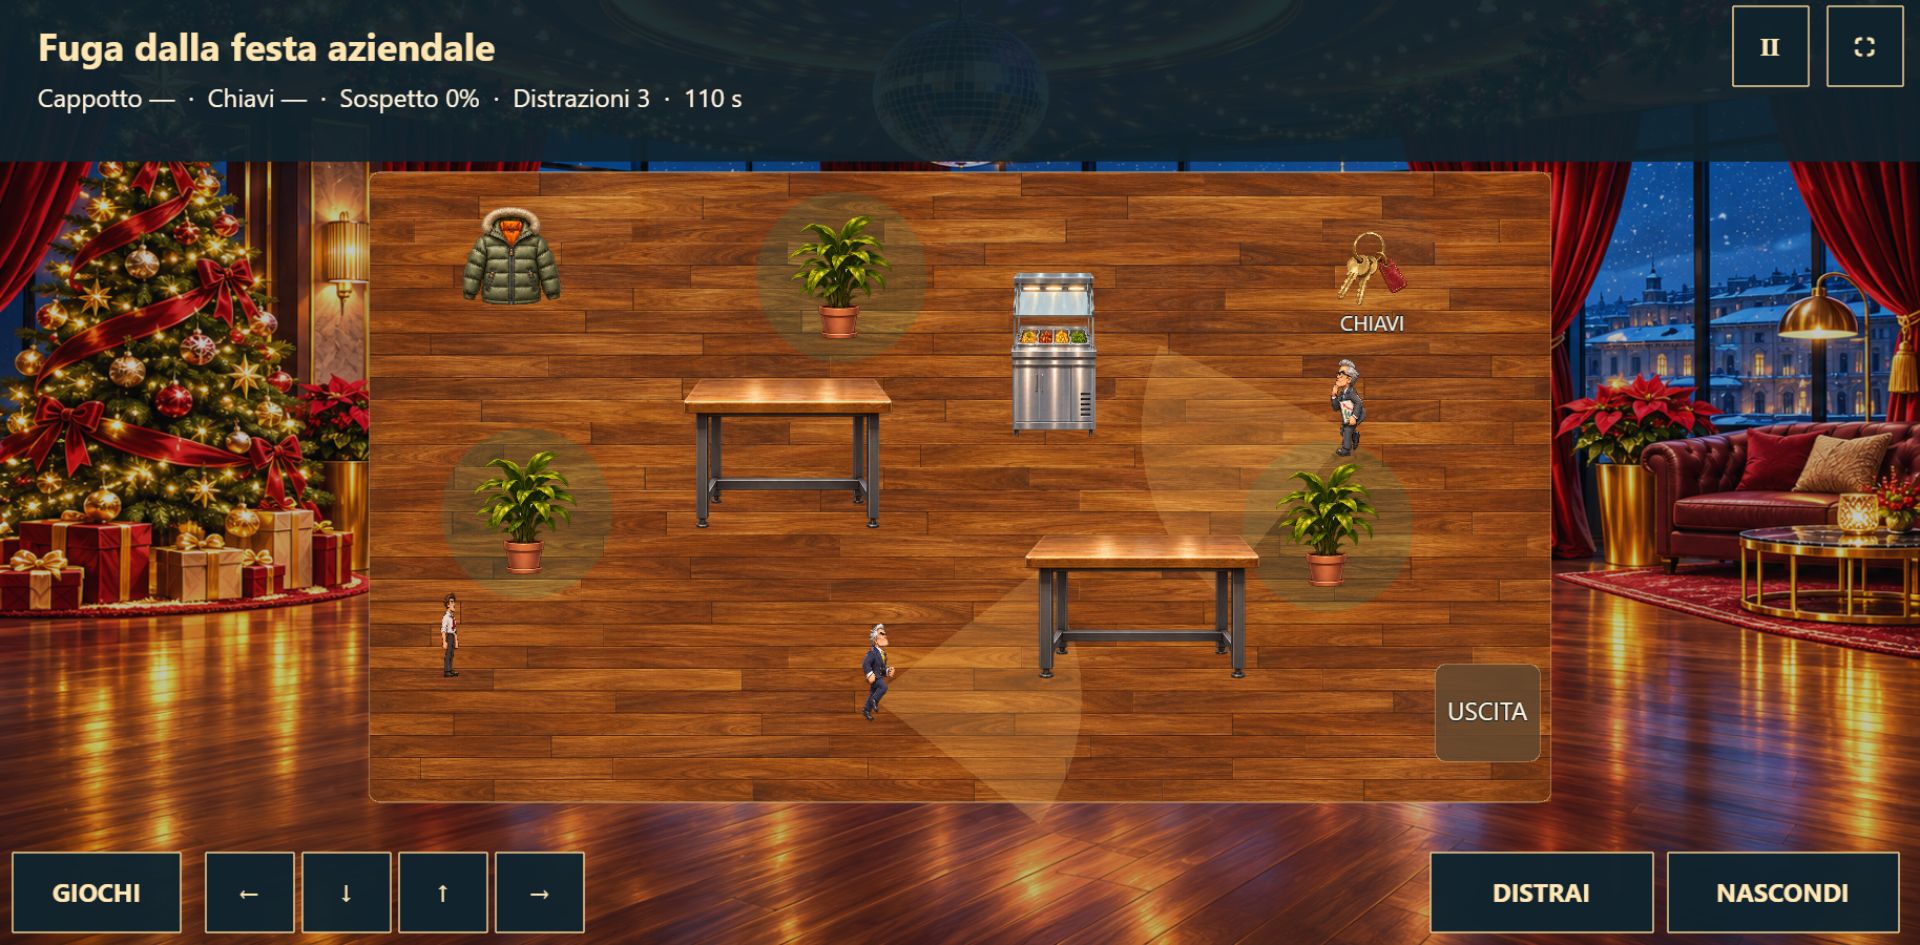 Fuga dalla festa aziendale
Cappotto — · Chiavi — · Sospetto 0% · Distrazioni 3 · 110 s
II
CHIAVI
USCITA
GIOCHI
← ↓ ↑ →
DISTRAI
NASCONDI